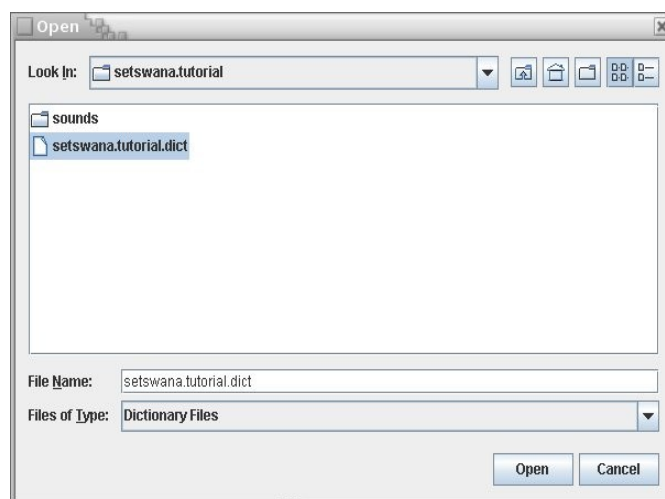 Open
Look In: setswana.tutorial
sounds
setswana.tutorial.dict
File Name: setswana.tutorial.dict
Files of Type: Dictionary Files
Open Cancel